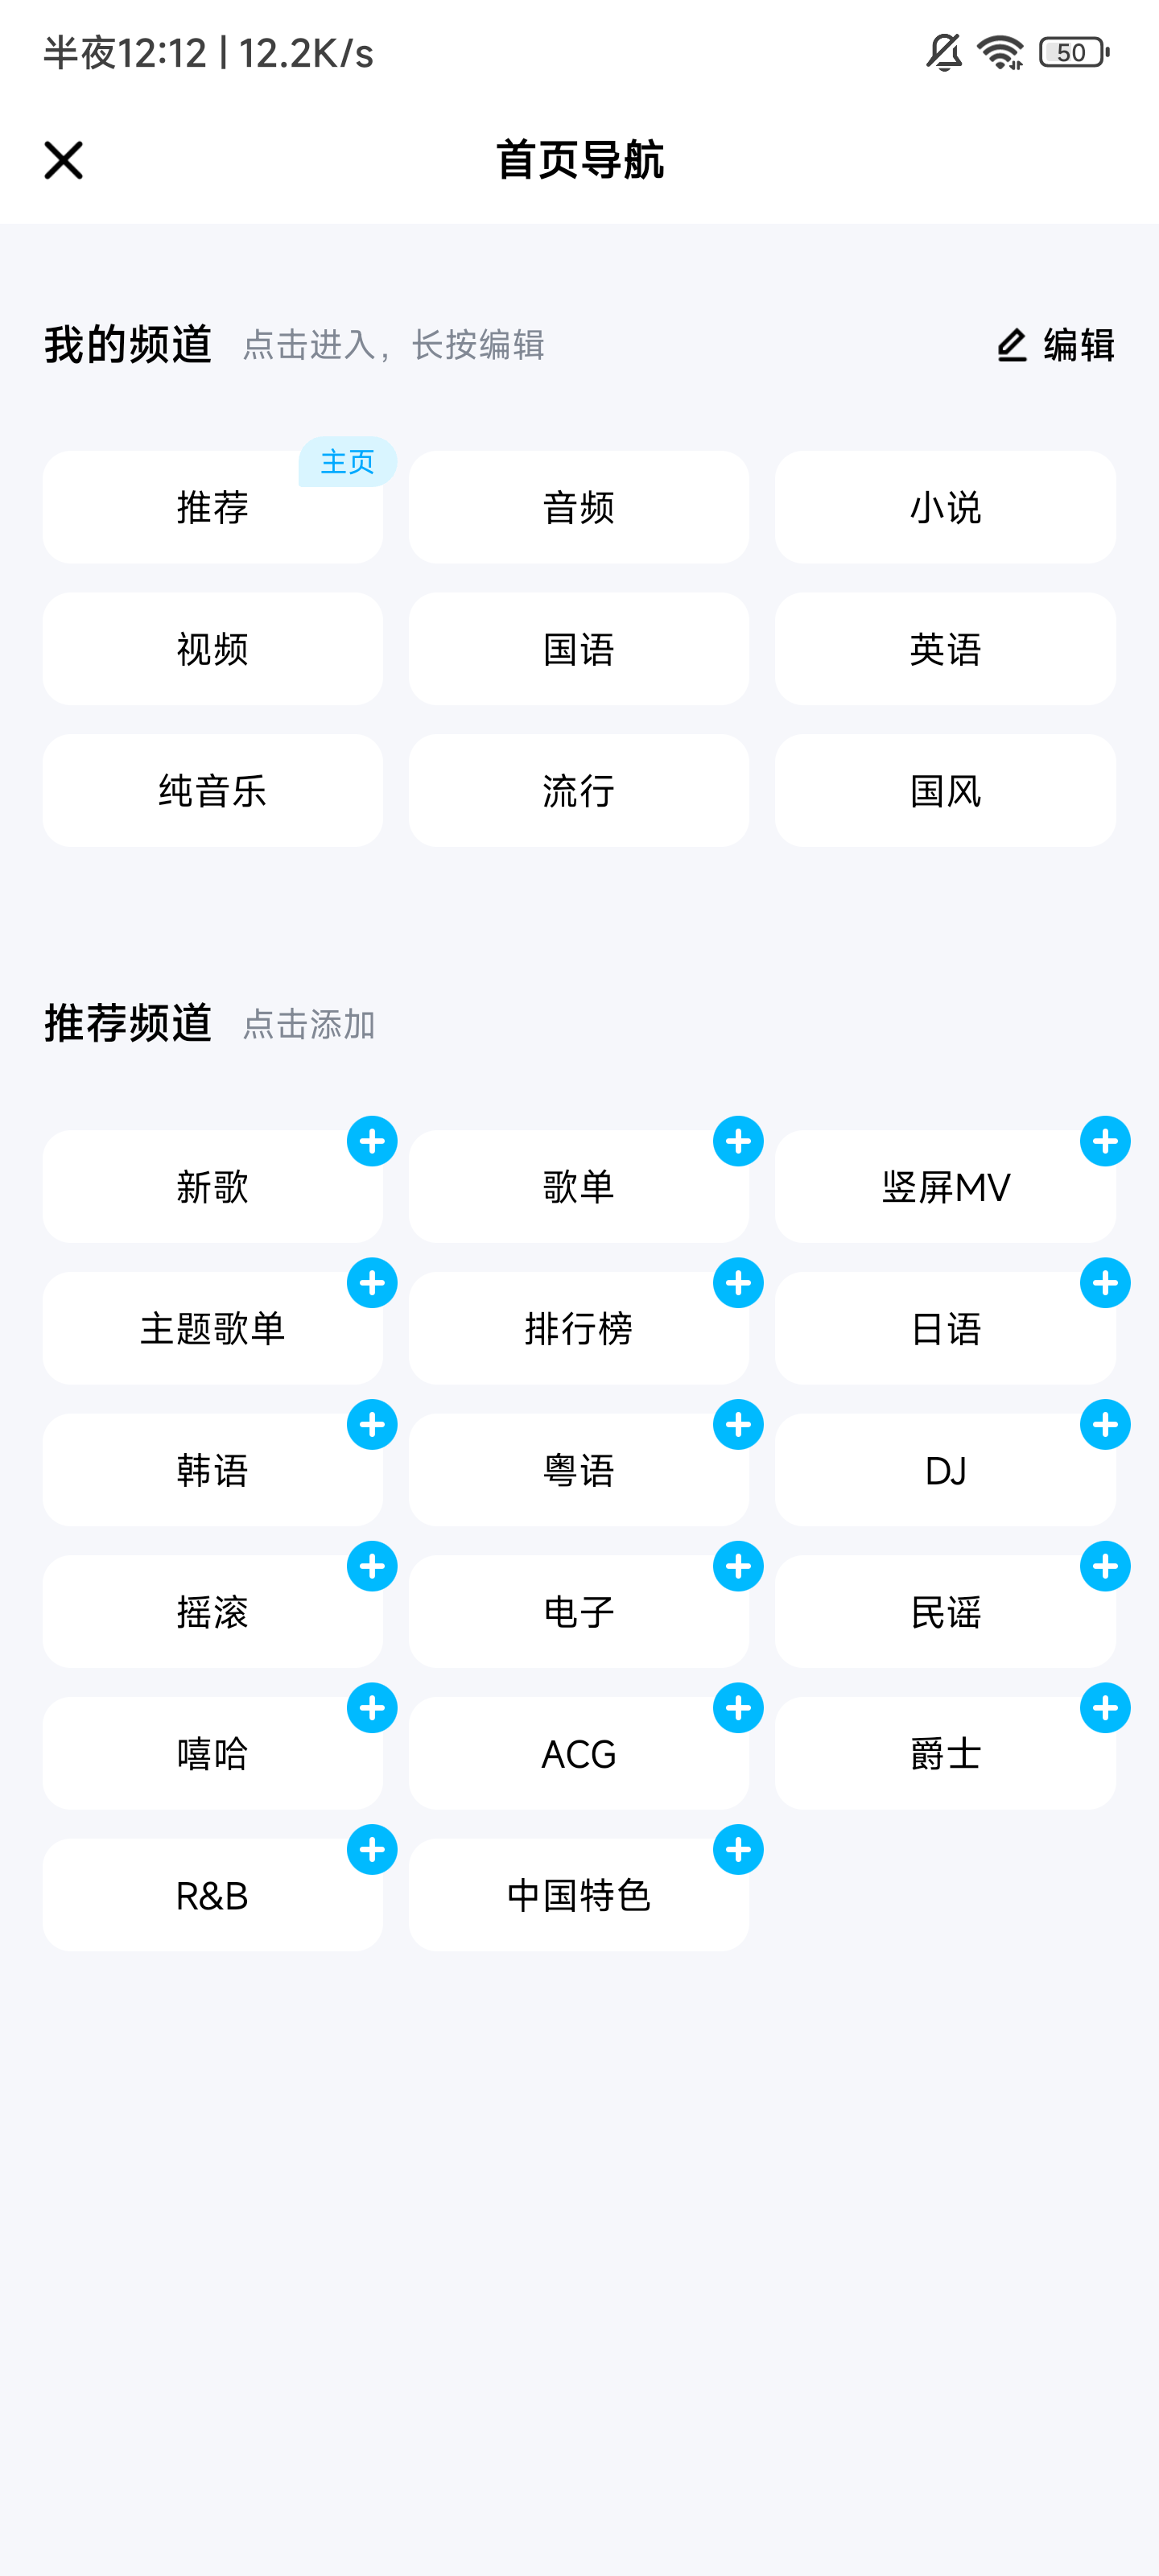 半夜12:12 | 12.2K/s 50
首页导航
我的频道 点击进入，长按编辑 编辑
主页
推荐 音频 小说
视频 国语 英语
纯音乐 流行 国风
推荐频道 点击添加
新歌 歌单 竖屏MV
主题歌单 排行榜 日语
韩语 粤语 DJ
摇滚 电子 民谣
嘻哈 ACG 爵士
R&B 中国特色